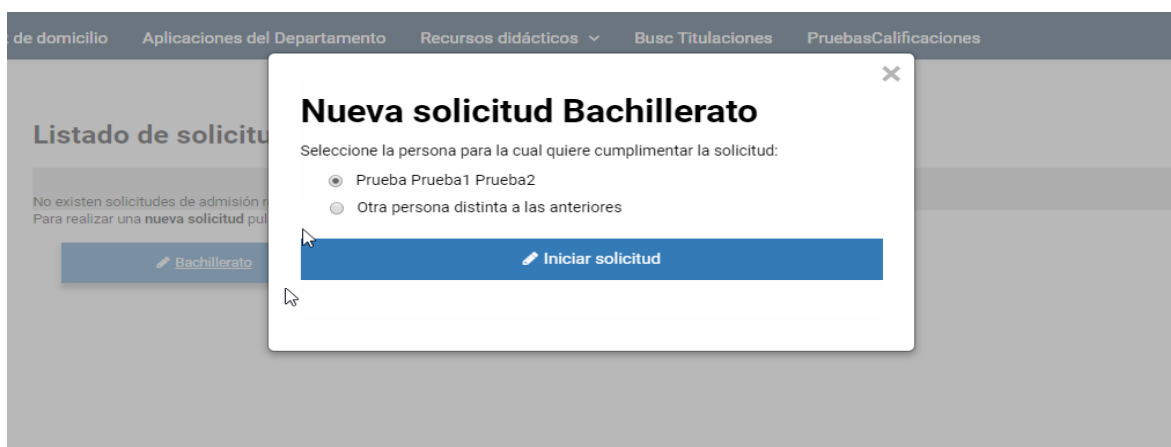 de domicilio Aplicaciones del Departamento Recursos didácticos Busc Titulaciones PruebasCalificaciones
Listado de solicitu
No existen solicitudes de admisión r
Para realizar una nueva solicitud pul
Bachillerato
Nueva solicitud Bachillerato
Seleccione la persona para la cual quiere cumplimentar la solicitud:
Prueba Prueba1 Prueba2
Otra persona distinta a las anteriores
Iniciar solicitud